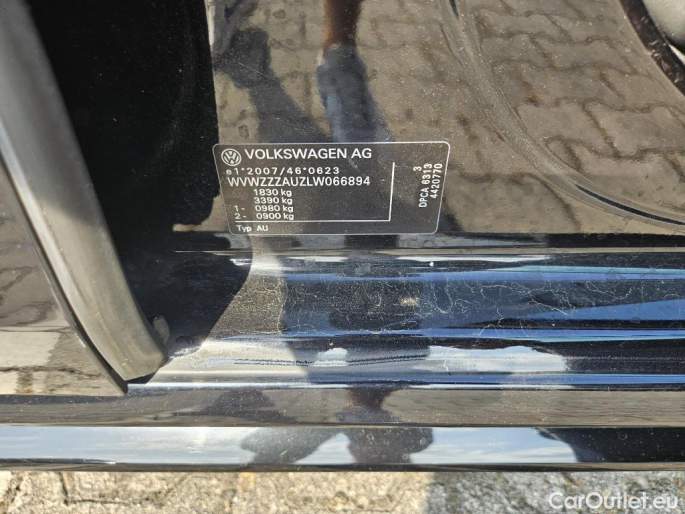 VOLKSWAGEN AG
e1*2007/46*0623
WVWZZZAUZLW066894
1830 kg
3390 kg
1- 0980 kg
2- 0900 kg
Typ AU
3
DPCA 6313
4420770
CarOutlet.eu